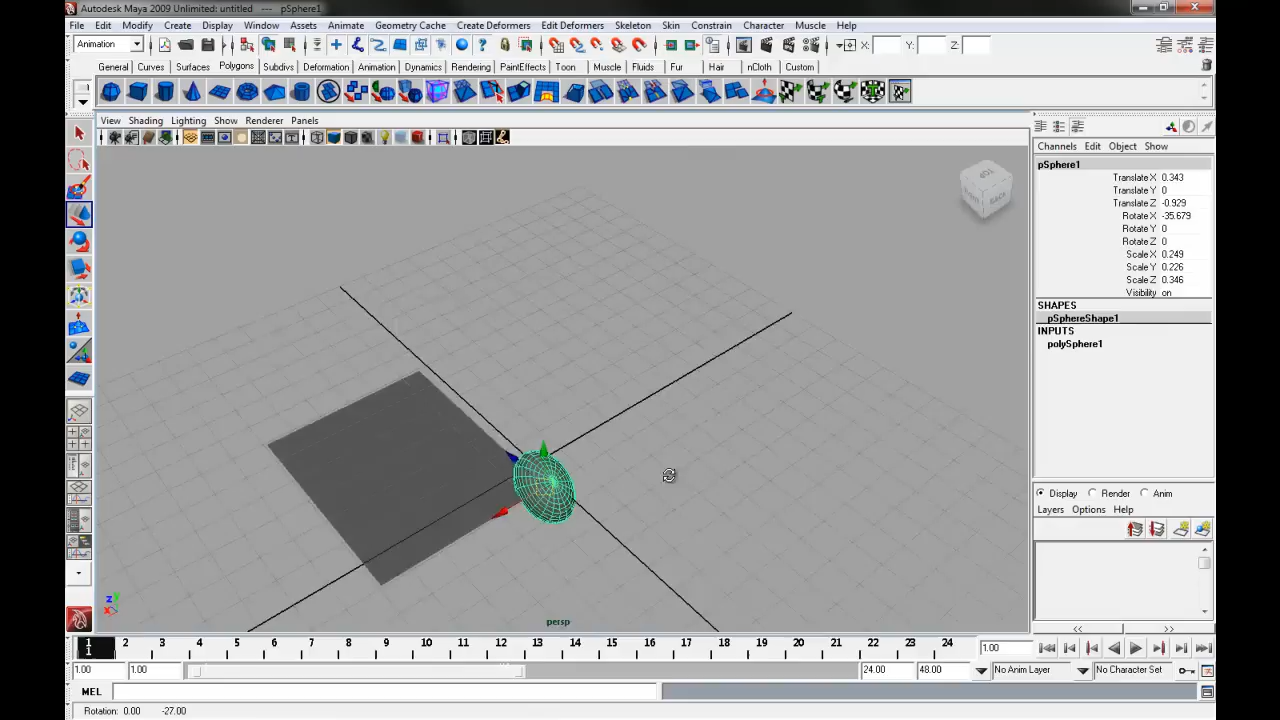 Autodesk Maya 2009 Unlimited: untitled --- pSphere1
File Edit Modify Create Display Window Assets Animate Geometry Cache Create Deformers Edit Deformers Skeleton Skin Constrain Character Muscle Help
Animation X: Y: Z:
General Curves Surfaces Polygons Subdivs Deformation Animation Dynamics Rendering PaintEffects Toon Muscle Fluids Fur Hair nCloth Custom
View Shading Lighting Show Renderer Panels
Channels Edit Object Show
pSphere1
Translate X 0.343
Translate Y 0
Translate Z -0.929
Rotate X -35.679
Rotate Y 0
Rotate Z 0
Scale X 0.249
Scale Y 0.226
Scale Z 0.346
Visibility on
SHAPES
pSphereShape1
INPUTS
polySphere1
Display Render Anim
Layers Options Help
persp
1 2 3 4 5 6 7 8 9 10 11 12 13 14 15 16 17 18 19 20 21 22 23 24 1.00
1
1.00 1.00 24.00 48.00 No Anim Layer No Character Set
MEL
Rotation: 0.00 -27.00